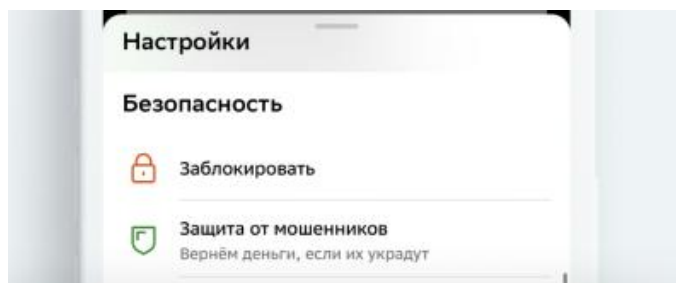 Настройки
Безопасность
Заблокировать
Защита от мошенников
Вернём деньги, если их украдут